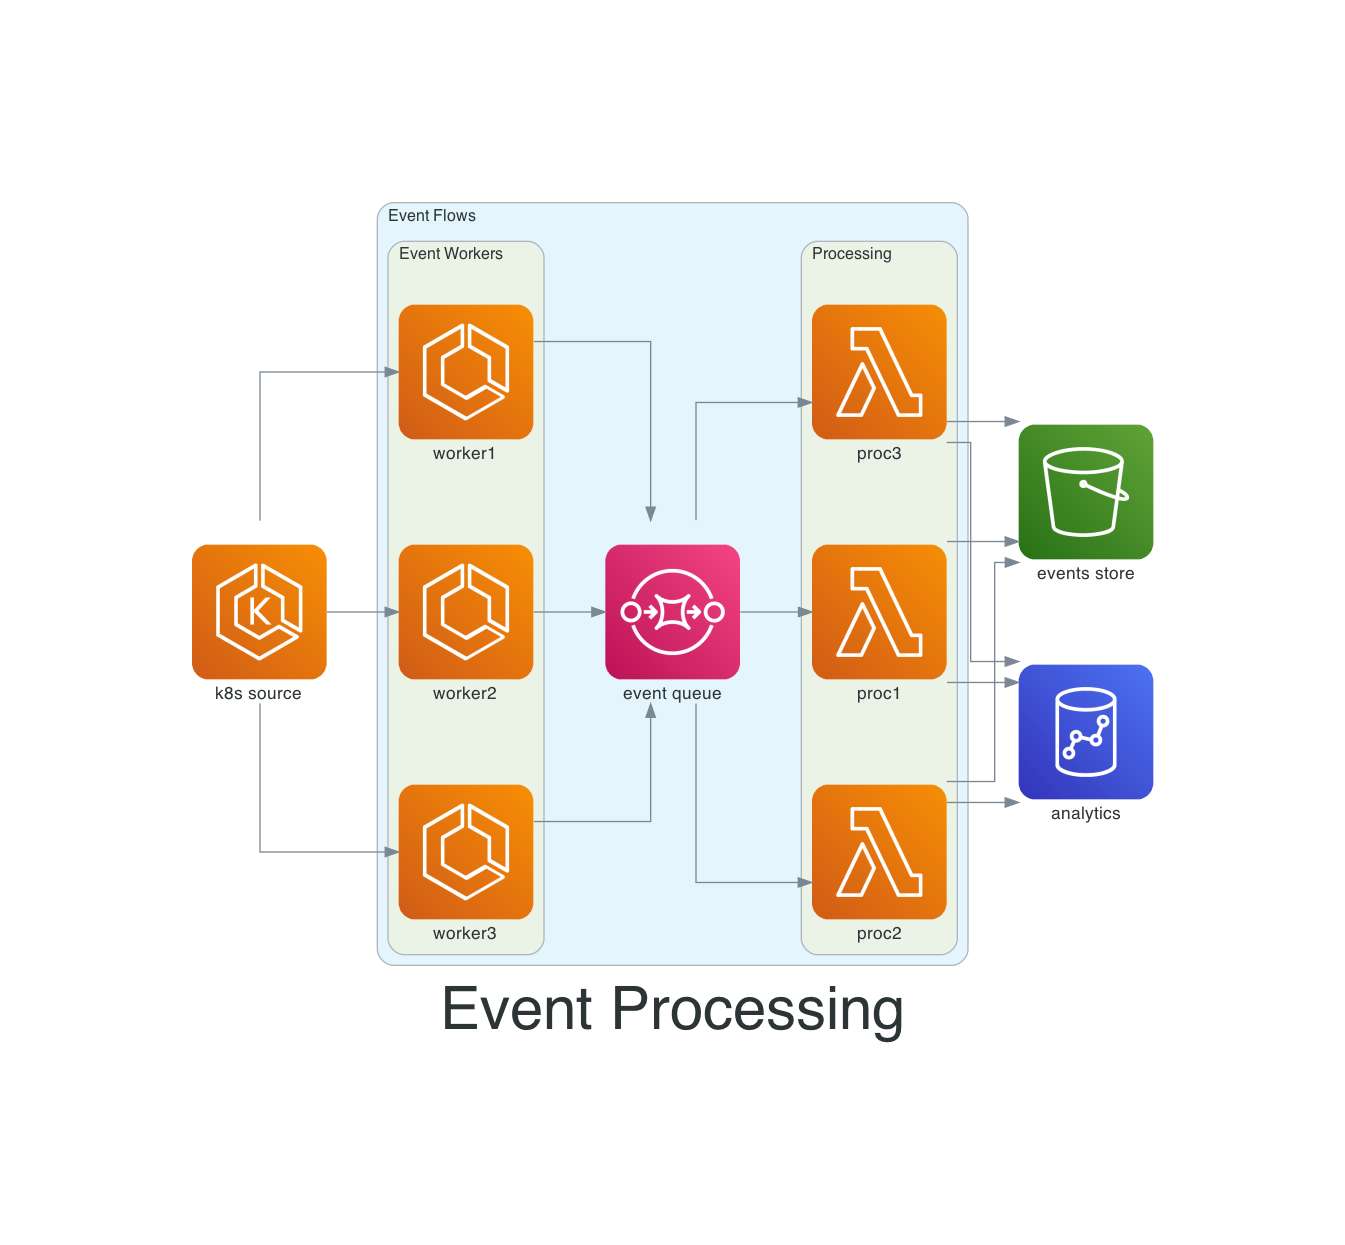 Event Flows
Event Workers
Processing
worker1
proc3
events store
K
k8s source
worker2
event queue
proc1
analytics
worker3
proc2
Event Processing